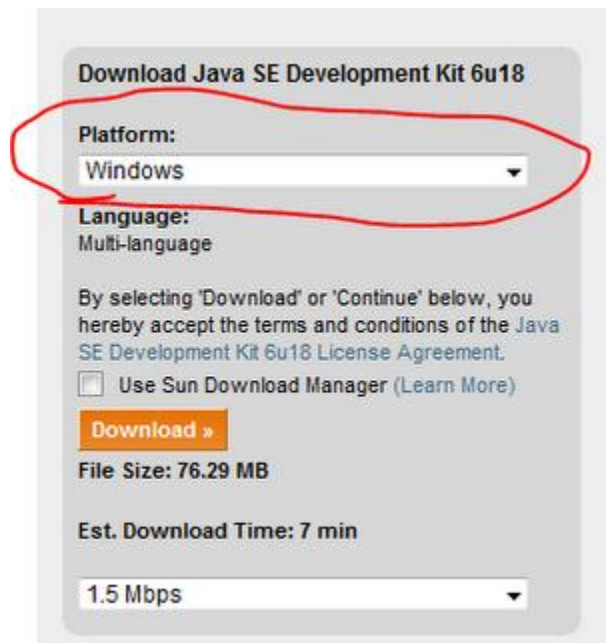 Download Java SE Development Kit 6u18
Platform:
Windows
Language:
Multi-language
By selecting 'Download' or 'Continue' below, you
hereby accept the terms and conditions of the Java
SE Development Kit 6u18 License Agreement.
Use Sun Download Manager (Learn More)
Download »
File Size: 76.29 MB
Est. Download Time: 7 min
1.5 Mbps